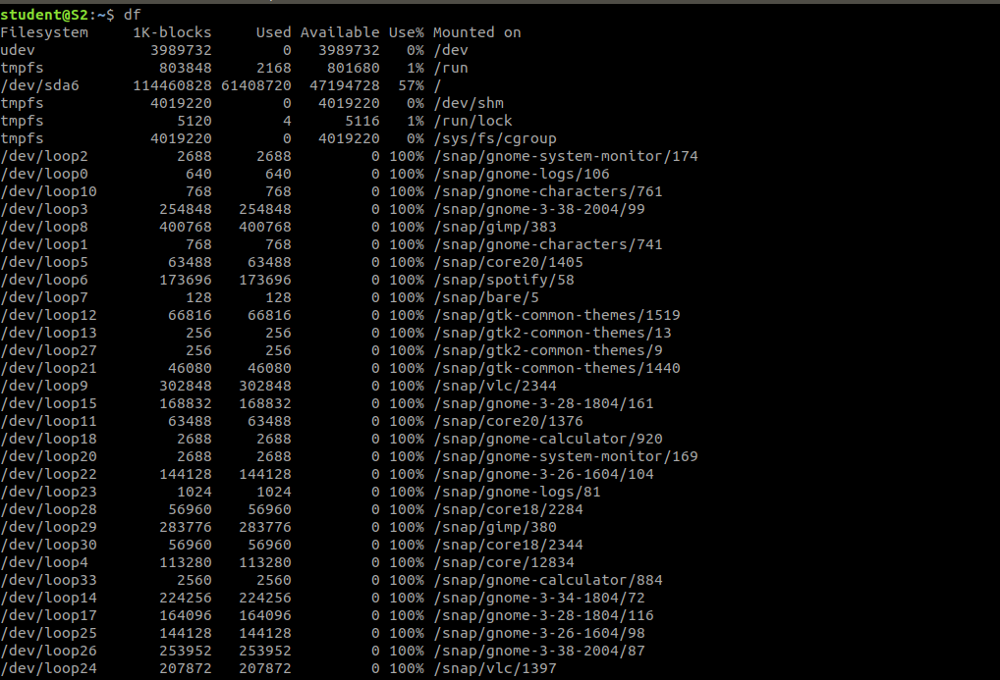 student@S2:~$ df
Filesystem     1K-blocks     Used Available Use% Mounted on
udev             3989732        0   3989732   0% /dev
tmpfs             803848     2168    801680   1% /run
/dev/sda6      114460828 61408720  47194728  57% /
tmpfs            4019220        0   4019220   0% /dev/shm
tmpfs               5120        4      5116   1% /run/lock
tmpfs            4019220        0   4019220   0% /sys/fs/cgroup
/dev/loop2          2688     2688         0 100% /snap/gnome-system-monitor/174
/dev/loop0           640      640         0 100% /snap/gnome-logs/106
/dev/loop10          768      768         0 100% /snap/gnome-characters/761
/dev/loop3        254848   254848         0 100% /snap/gnome-3-38-2004/99
/dev/loop8        400768   400768         0 100% /snap/gimp/383
/dev/loop1           768      768         0 100% /snap/gnome-characters/741
/dev/loop5         63488    63488         0 100% /snap/core20/1405
/dev/loop6        173696   173696         0 100% /snap/spotify/58
/dev/loop7           128      128         0 100% /snap/bare/5
/dev/loop12        66816    66816         0 100% /snap/gtk-common-themes/1519
/dev/loop13          256      256         0 100% /snap/gtk2-common-themes/13
/dev/loop27          256      256         0 100% /snap/gtk2-common-themes/9
/dev/loop21        46080    46080         0 100% /snap/gtk-common-themes/1440
/dev/loop9        302848   302848         0 100% /snap/vlc/2344
/dev/loop15       168832   168832         0 100% /snap/gnome-3-28-1804/161
/dev/loop11        63488    63488         0 100% /snap/core20/1376
/dev/loop18         2688     2688         0 100% /snap/gnome-calculator/920
/dev/loop20         2688     2688         0 100% /snap/gnome-system-monitor/169
/dev/loop22       144128   144128         0 100% /snap/gnome-3-26-1604/104
/dev/loop23         1024     1024         0 100% /snap/gnome-logs/81
/dev/loop28        56960    56960         0 100% /snap/core18/2284
/dev/loop29       283776   283776         0 100% /snap/gimp/380
/dev/loop30        56960    56960         0 100% /snap/core18/2344
/dev/loop4        113280   113280         0 100% /snap/core/12834
/dev/loop33         2560     2560         0 100% /snap/gnome-calculator/884
/dev/loop14       224256   224256         0 100% /snap/gnome-3-34-1804/72
/dev/loop17       164096   164096         0 100% /snap/gnome-3-28-1804/116
/dev/loop25       144128   144128         0 100% /snap/gnome-3-26-1604/98
/dev/loop26       253952   253952         0 100% /snap/gnome-3-38-2004/87
/dev/loop24       207872   207872         0 100% /snap/vlc/1397